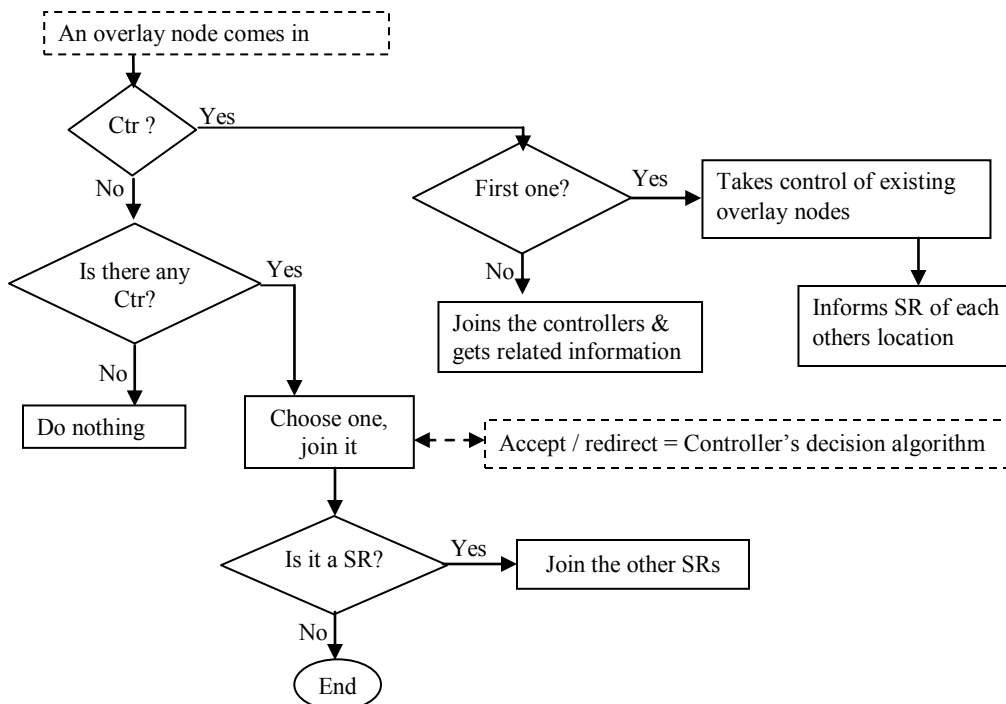 An overlay node comes in
Ctr ?
Yes
No
First one?
Yes
Takes control of existing
overlay nodes
Is there any
Ctr?
Yes
No
Joins the controllers &
gets related information
Informs SR of each
others location
No
Do nothing
Choose one,
join it
Accept / redirect = Controller's decision algorithm
Is it a SR?
Yes
Join the other SRs
No
End